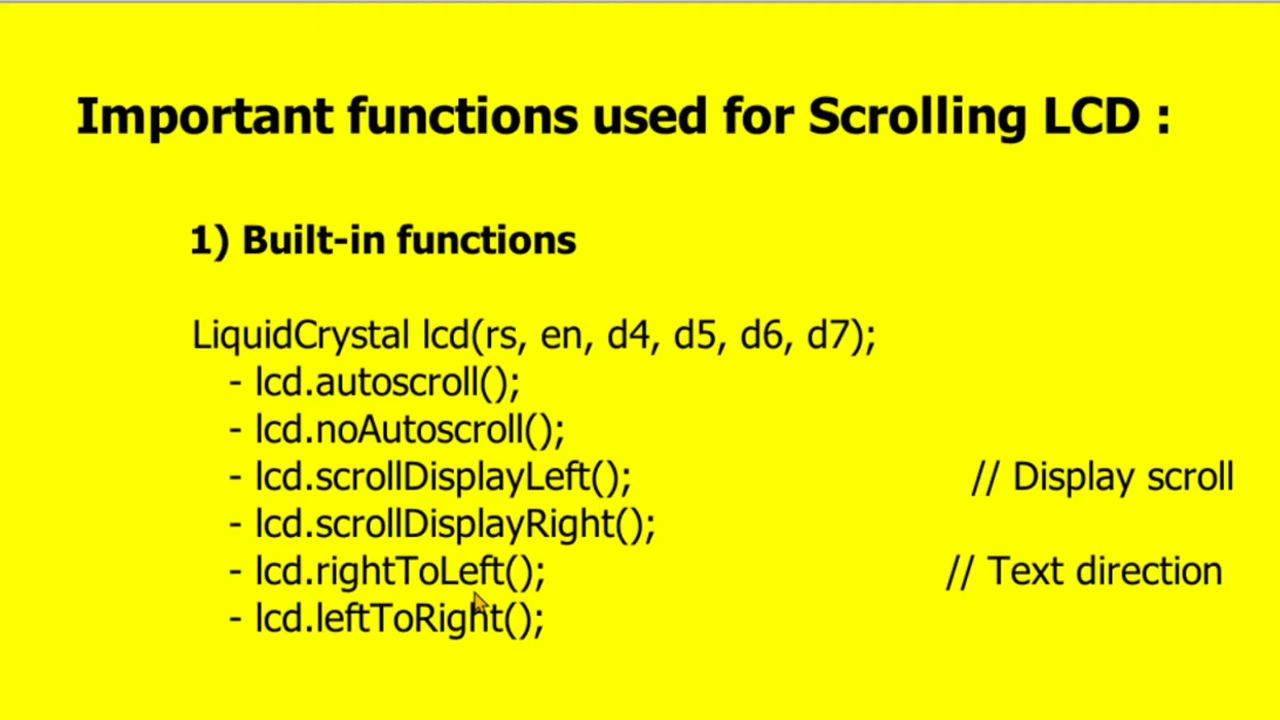 Important functions used for Scrolling LCD :
1) Built-in functions
LiquidCrystal lcd(rs, en, d4, d5, d6, d7);
- lcd.autoscroll();
- lcd.noAutoscroll();
- lcd.scrollDisplayLeft(); // Display scroll
- lcd.scrollDisplayRight();
- lcd.rightToLeft(); // Text direction
- lcd.leftToRight();